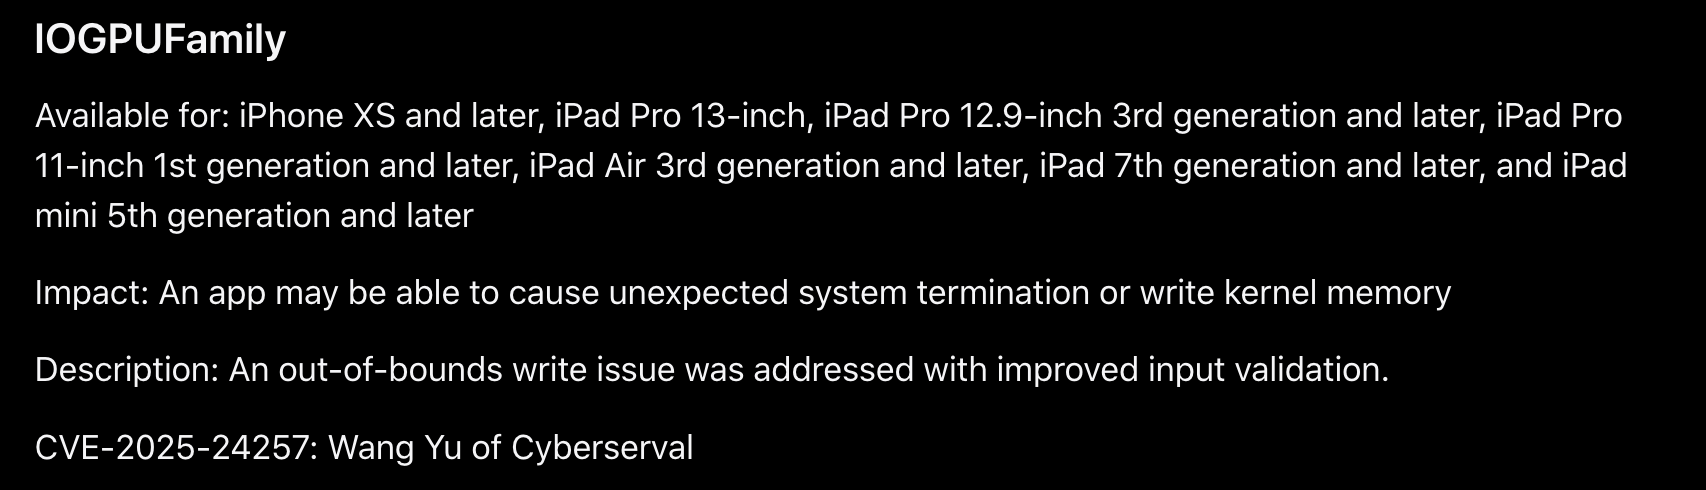 IOGPUFamily
Available for: iPhone XS and later, iPad Pro 13-inch, iPad Pro 12.9-inch 3rd generation and later, iPad Pro
11-inch 1st generation and later, iPad Air 3rd generation and later, iPad 7th generation and later, and iPad
mini 5th generation and later
Impact: An app may be able to cause unexpected system termination or write kernel memory
Description: An out-of-bounds write issue was addressed with improved input validation.
CVE-2025-24257: Wang Yu of Cyberserval